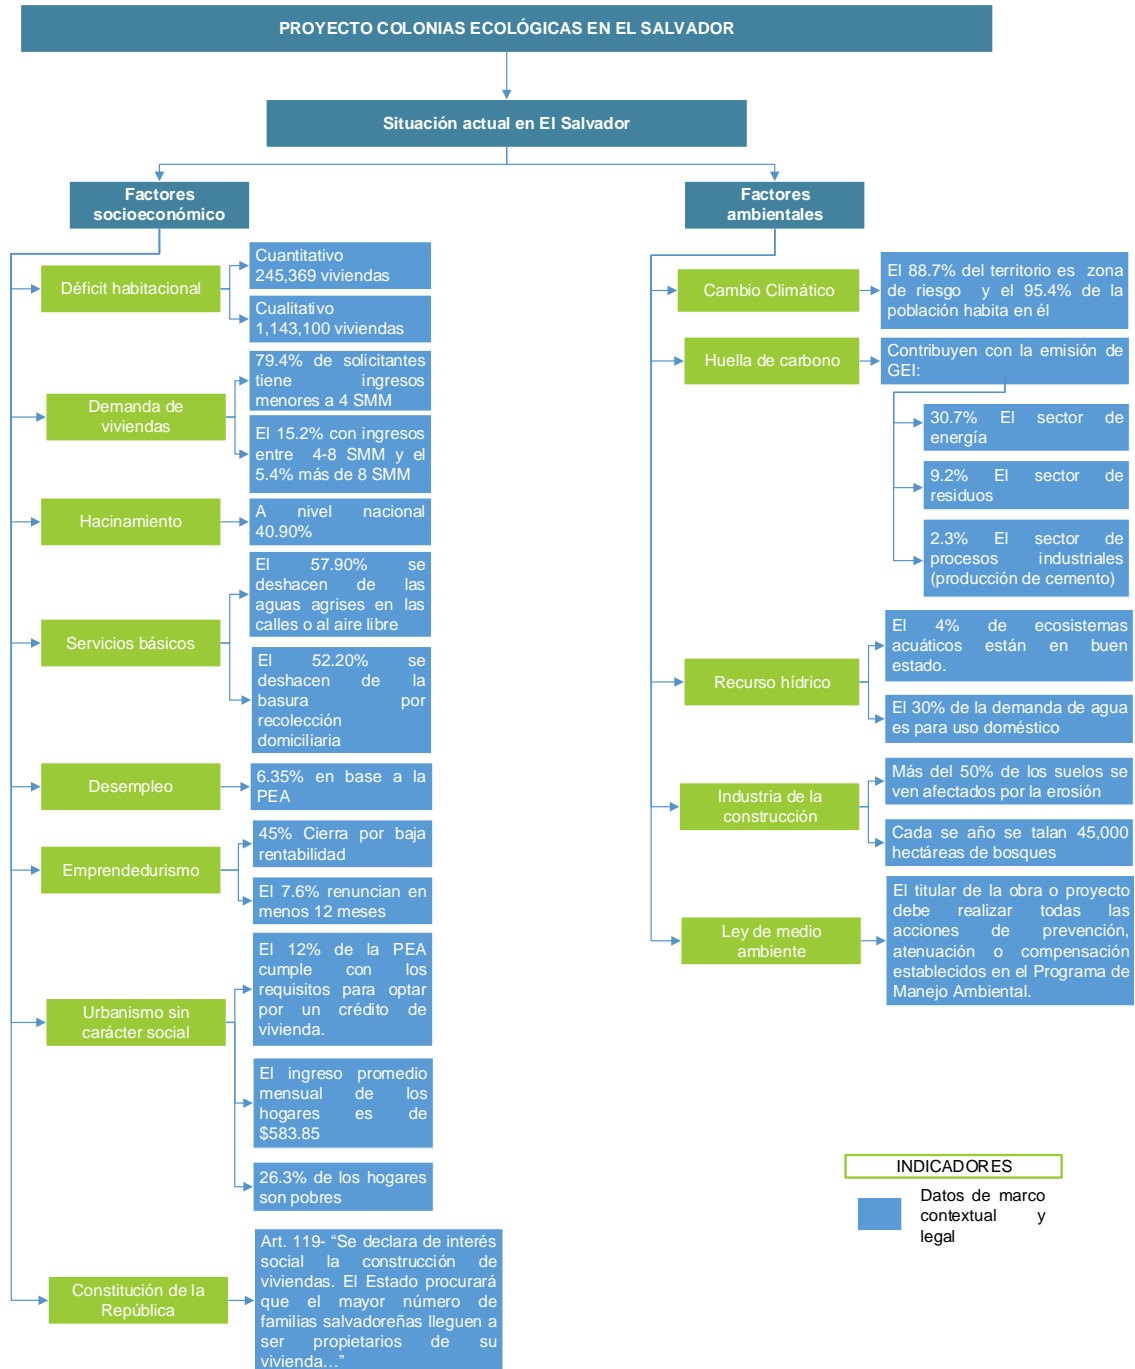 PROYECTO COLONIAS ECOLÓGICAS EN EL SALVADOR
Situación actual en El Salvador
Factores
socioeconómico
Déficit habitacional
Cuantitativo
245,369 viviendas
Cualitativo
1,143,100 viviendas
Demanda de
viviendas
79.4% de solicitantes
tiene ingresos
menores a 4 SMM
El 15.2% con ingresos
entre 4-8 SMM y el
5.4% más de 8 SMM
Hacinamiento
A nivel nacional
40.90%
Servicios básicos
El 57.90% se
deshacen de las
aguas agrises en las
calles o al aire libre
El 52.20% se
deshacen de la
basura por
recolección
domiciliaria
Desempleo
6.35% en base a la
PEA
Emprendedurismo
45% Cierra por baja
rentabilidad
El 7.6% renuncian en
menos 12 meses
Urbanismo sin
carácter social
El 12% de la PEA
cumple con los
requisitos para optar
por un crédito de
vivienda.
El ingreso promedio
mensual de los
hogares es de
$583.85
26.3% de los hogares
son pobres
Constitución de la
República
Art. 119- “Se declara de interés
social la construcción de
viviendas. El Estado procurará
que el mayor número de
familias salvadoreñas lleguen a
ser propietarios de su
vivienda…”
Factores
ambientales
Cambio Climático
El 88.7% del territorio es zona
de riesgo y el 95.4% de la
población habita en él
Huella de carbono
Contribuyen con la emisión de
GEI:
30.7% El sector de
energía
9.2% El sector de
residuos
2.3% El sector de
procesos industriales
(producción de cemento)
Recurso hídrico
El 4% de ecosistemas
acuáticos están en buen
estado.
El 30% de la demanda de agua
es para uso doméstico
Industria de la
construcción
Más del 50% de los suelos se
ven afectados por la erosión
Cada se año se talan 45,000
hectáreas de bosques
Ley de medio
ambiente
El titular de la obra o proyecto
debe realizar todas las
acciones de prevención,
atenuación o compensación
establecidos en el Programa de
Manejo Ambiental.
INDICADORES
Datos de marco
contextual y
legal